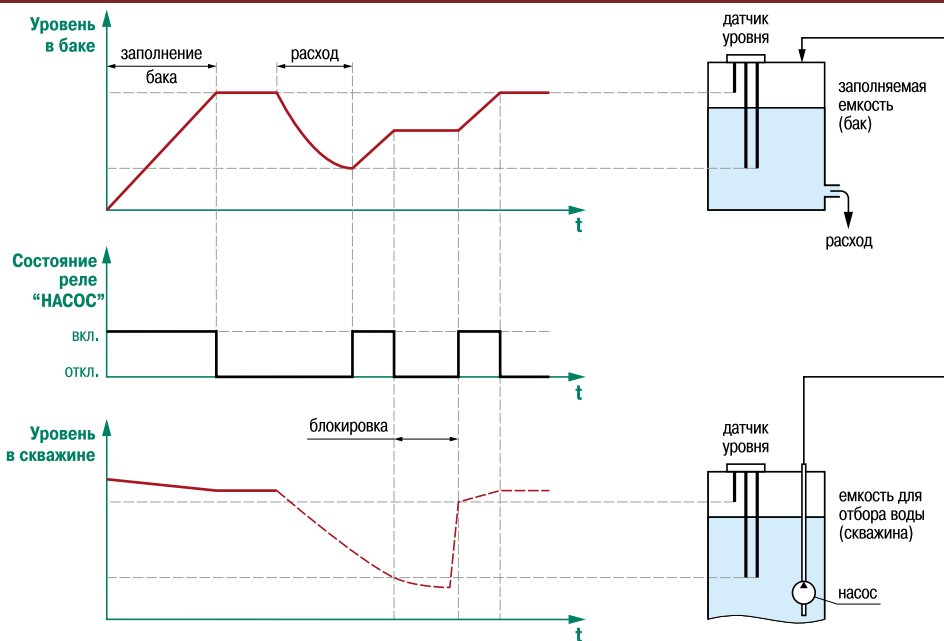 Уровень
в баке
заполнение
бака
расход
t
датчик
уровня
заполняемая
емкость
(бак)
расход
Состояние
реле
“НАСОС”
ВКЛ.
ОТКЛ.
t
Уровень
в скважине
блокировка
t
датчик
уровня
емкость для
отбора воды
(скважина)
насос